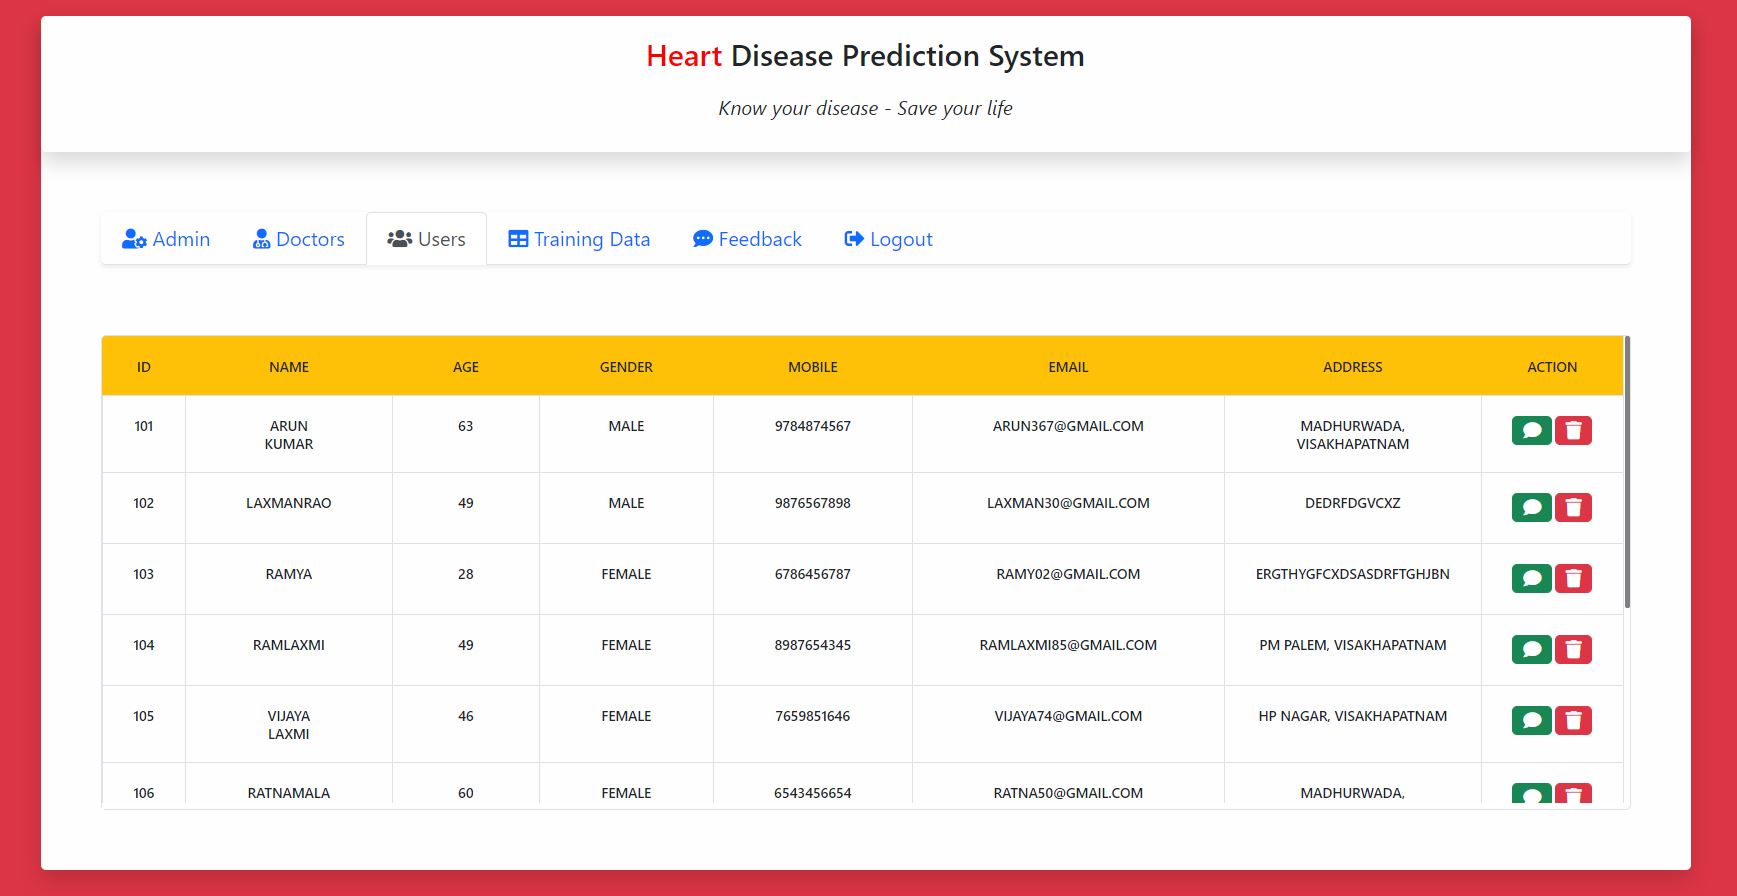 Heart Disease Prediction System
Know your disease - Save your life
Admin Doctors Users Training Data Feedback Logout
ID NAME AGE GENDER MOBILE EMAIL ADDRESS ACTION
101 ARUN 63 MALE 9784874567 ARUN367@GMAIL.COM MADHURWADA,
KUMAR VISAKHAPATNAM
102 LAXMANRAO 49 MALE 9876567898 LAXMAN30@GMAIL.COM DEDRFDGVCXZ
103 RAMYA 28 FEMALE 6786456787 RAMY02@GMAIL.COM ERGTHYGFCXDSASDRFTGHJBN
104 RAMLAXMI 49 FEMALE 8987654345 RAMLAXMI85@GMAIL.COM PM PALEM, VISAKHAPATNAM
105 VIJAYA 46 FEMALE 7659851646 VIJAYA74@GMAIL.COM HP NAGAR, VISAKHAPATNAM
LAXMI
106 RATNAMALA 60 FEMALE 6543456654 RATNA50@GMAIL.COM MADHURWADA,